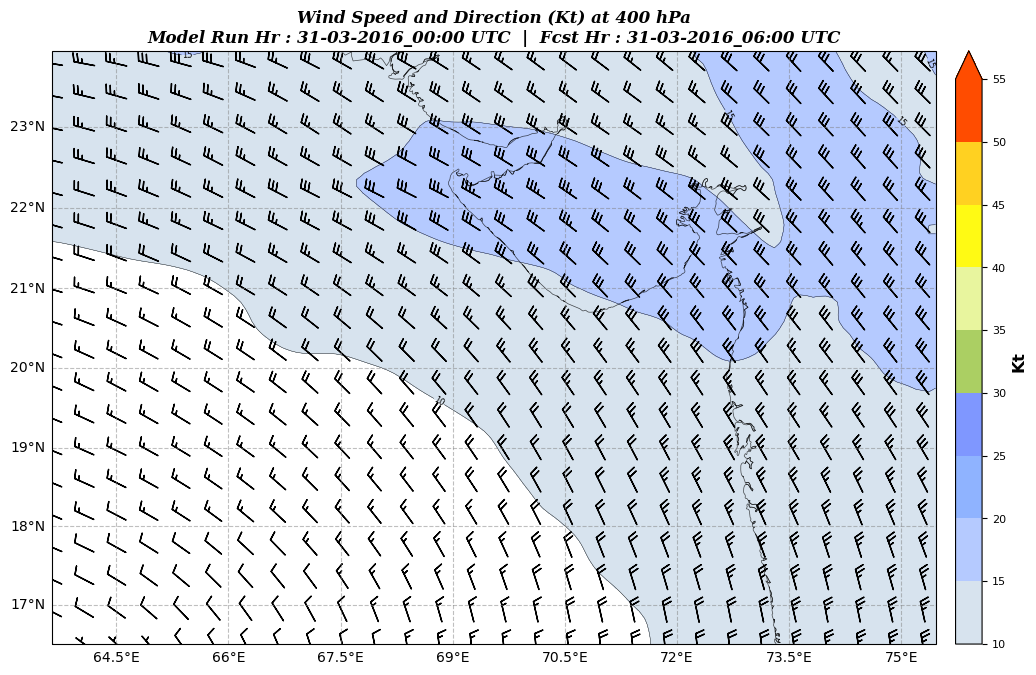 Wind Speed and Direction (Kt) at 400 hPa
Model Run Hr : 31-03-2016_00:00 UTC | Fcst Hr : 31-03-2016_06:00 UTC
15
15
15
15
10
23°N
22°N
21°N
20°N
19°N
18°N
17°N
64.5°E 66°E 67.5°E 69°E 70.5°E 72°E 73.5°E 75°E
55
50
45
40
35
30
25
20
15
10
Kt